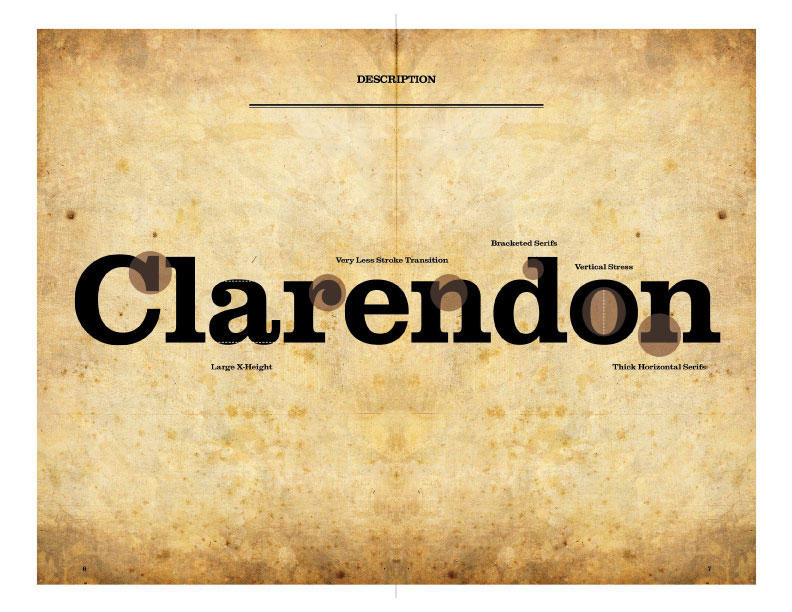 DESCRIPTION
Bracketed Serifs
Very Less Stroke Transition
Vertical Stress
Clarendon
Large X-Height
Thick Horizontal Serifs
6
7